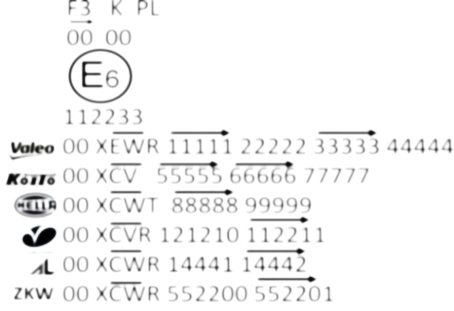 F3 K PL
→
00 00
E6
112233
Valeo 00 XEWR 11111 22222 33333 44444
KOITO 00 XCV 55555 66666 77777
HELLA 00 XCWT 88888 99999
00 XCVR 121210 112211
AL 00 XCWR 14441 14442
ZKW 00 XCWR 552200 552201